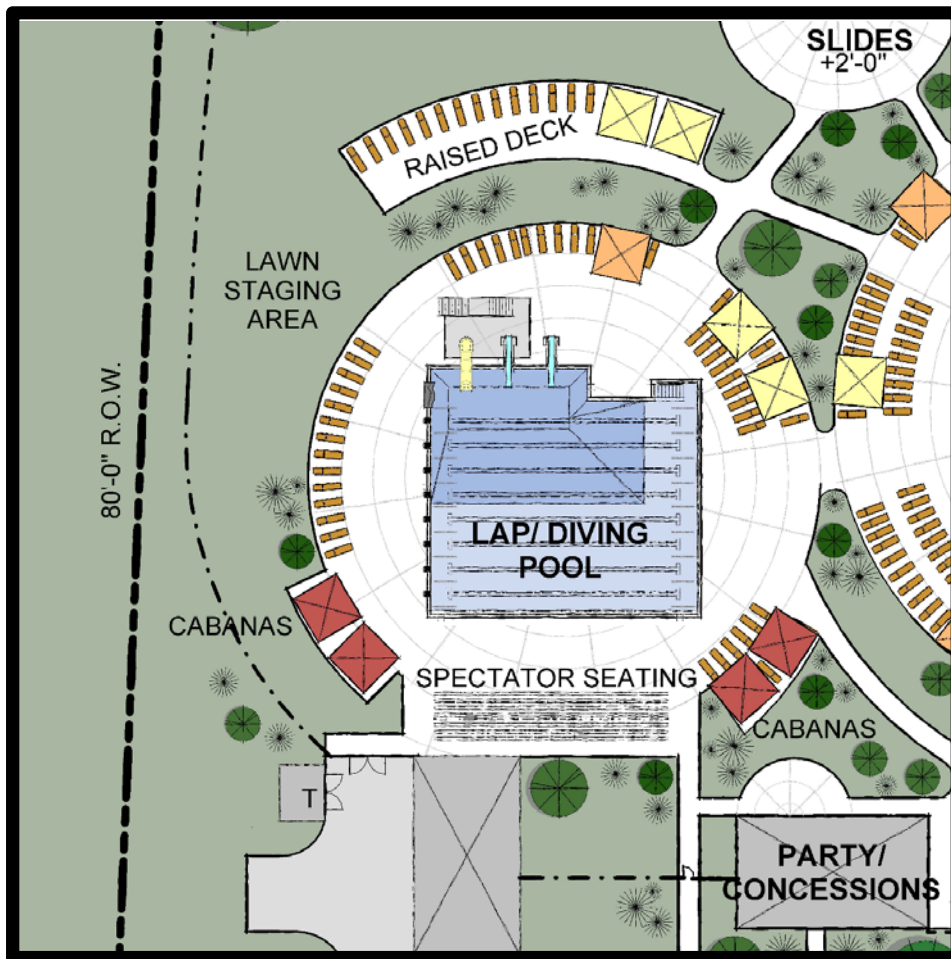 SLIDES
+2'-0"
RAISED DECK
LAWN
STAGING
AREA
80'-0" R.O.W.
LAP/ DIVING
POOL
CABANAS
SPECTATOR SEATING
CABANAS
T
PARTY/
CONCESSIONS